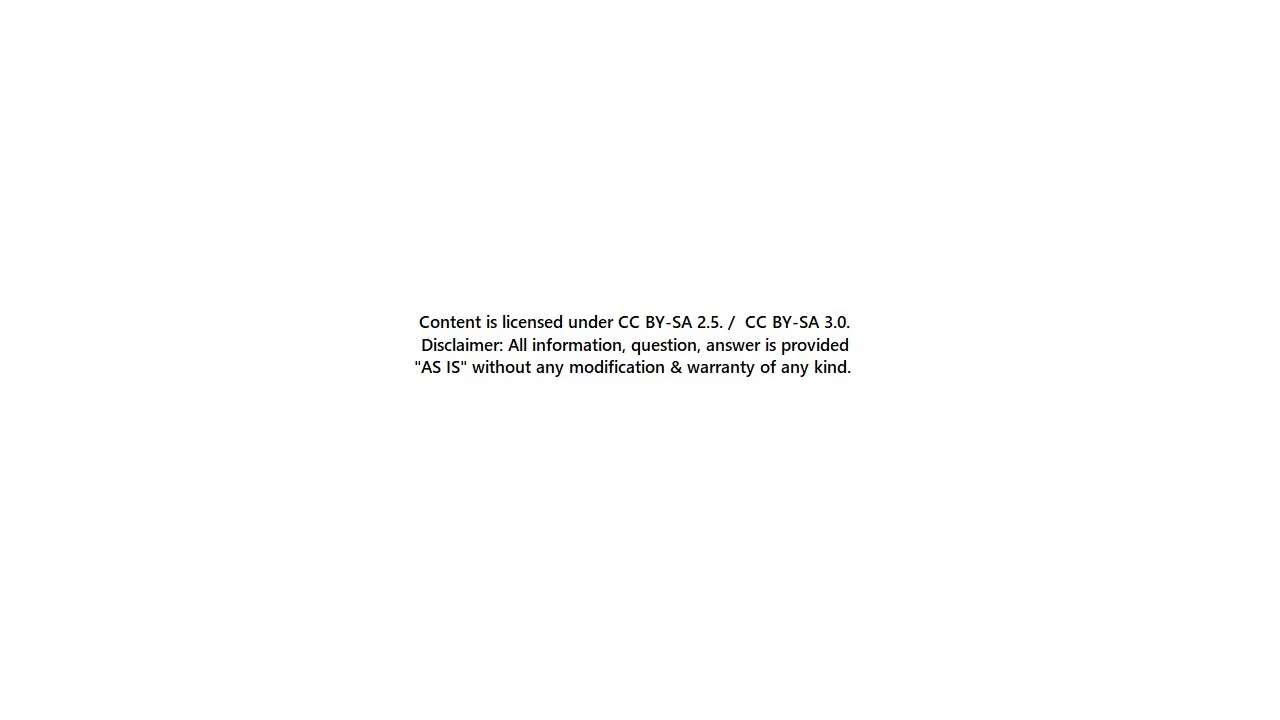 Content is licensed under CC BY-SA 2.5. /  CC BY-SA 3.0.
Disclaimer: All information, question, answer is provided
"AS IS" without any modification & warranty of any kind.